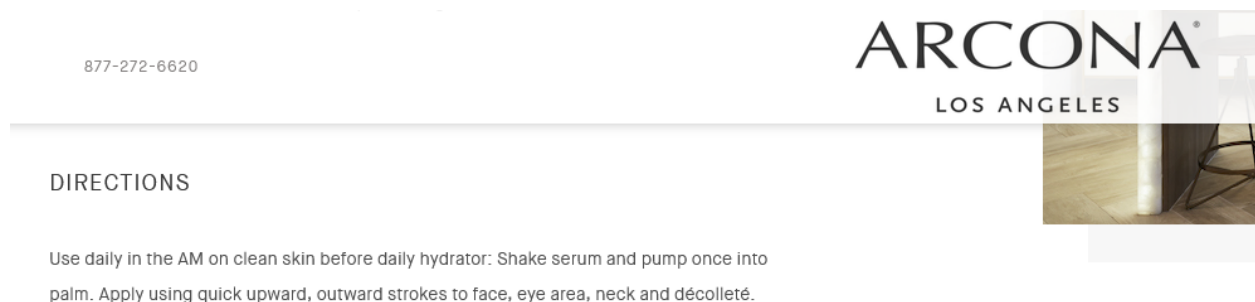 877-272-6620
ARCONA®
LOS ANGELES
DIRECTIONS
Use daily in the AM on clean skin before daily hydrator: Shake serum and pump once into
palm. Apply using quick upward, outward strokes to face, eye area, neck and décolleté.